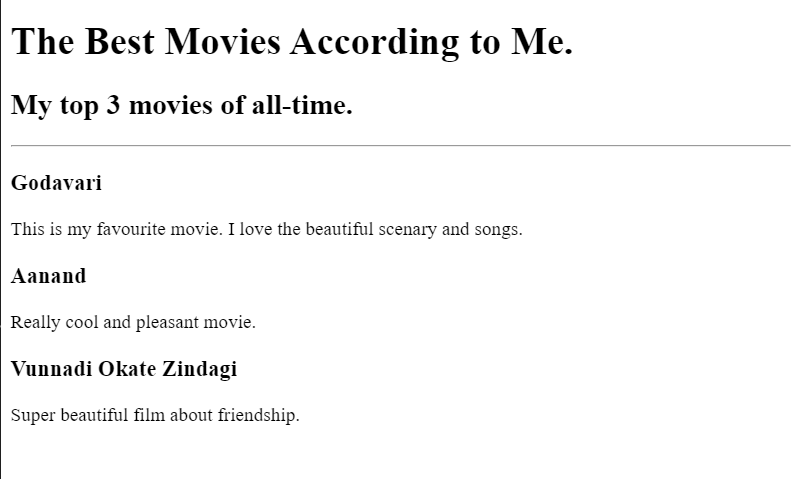 The Best Movies According to Me.
My top 3 movies of all-time.
Godavari
This is my favourite movie. I love the beautiful scenary and songs.
Aanand
Really cool and pleasant movie.
Vunnadi Okate Zindagi
Super beautiful film about friendship.